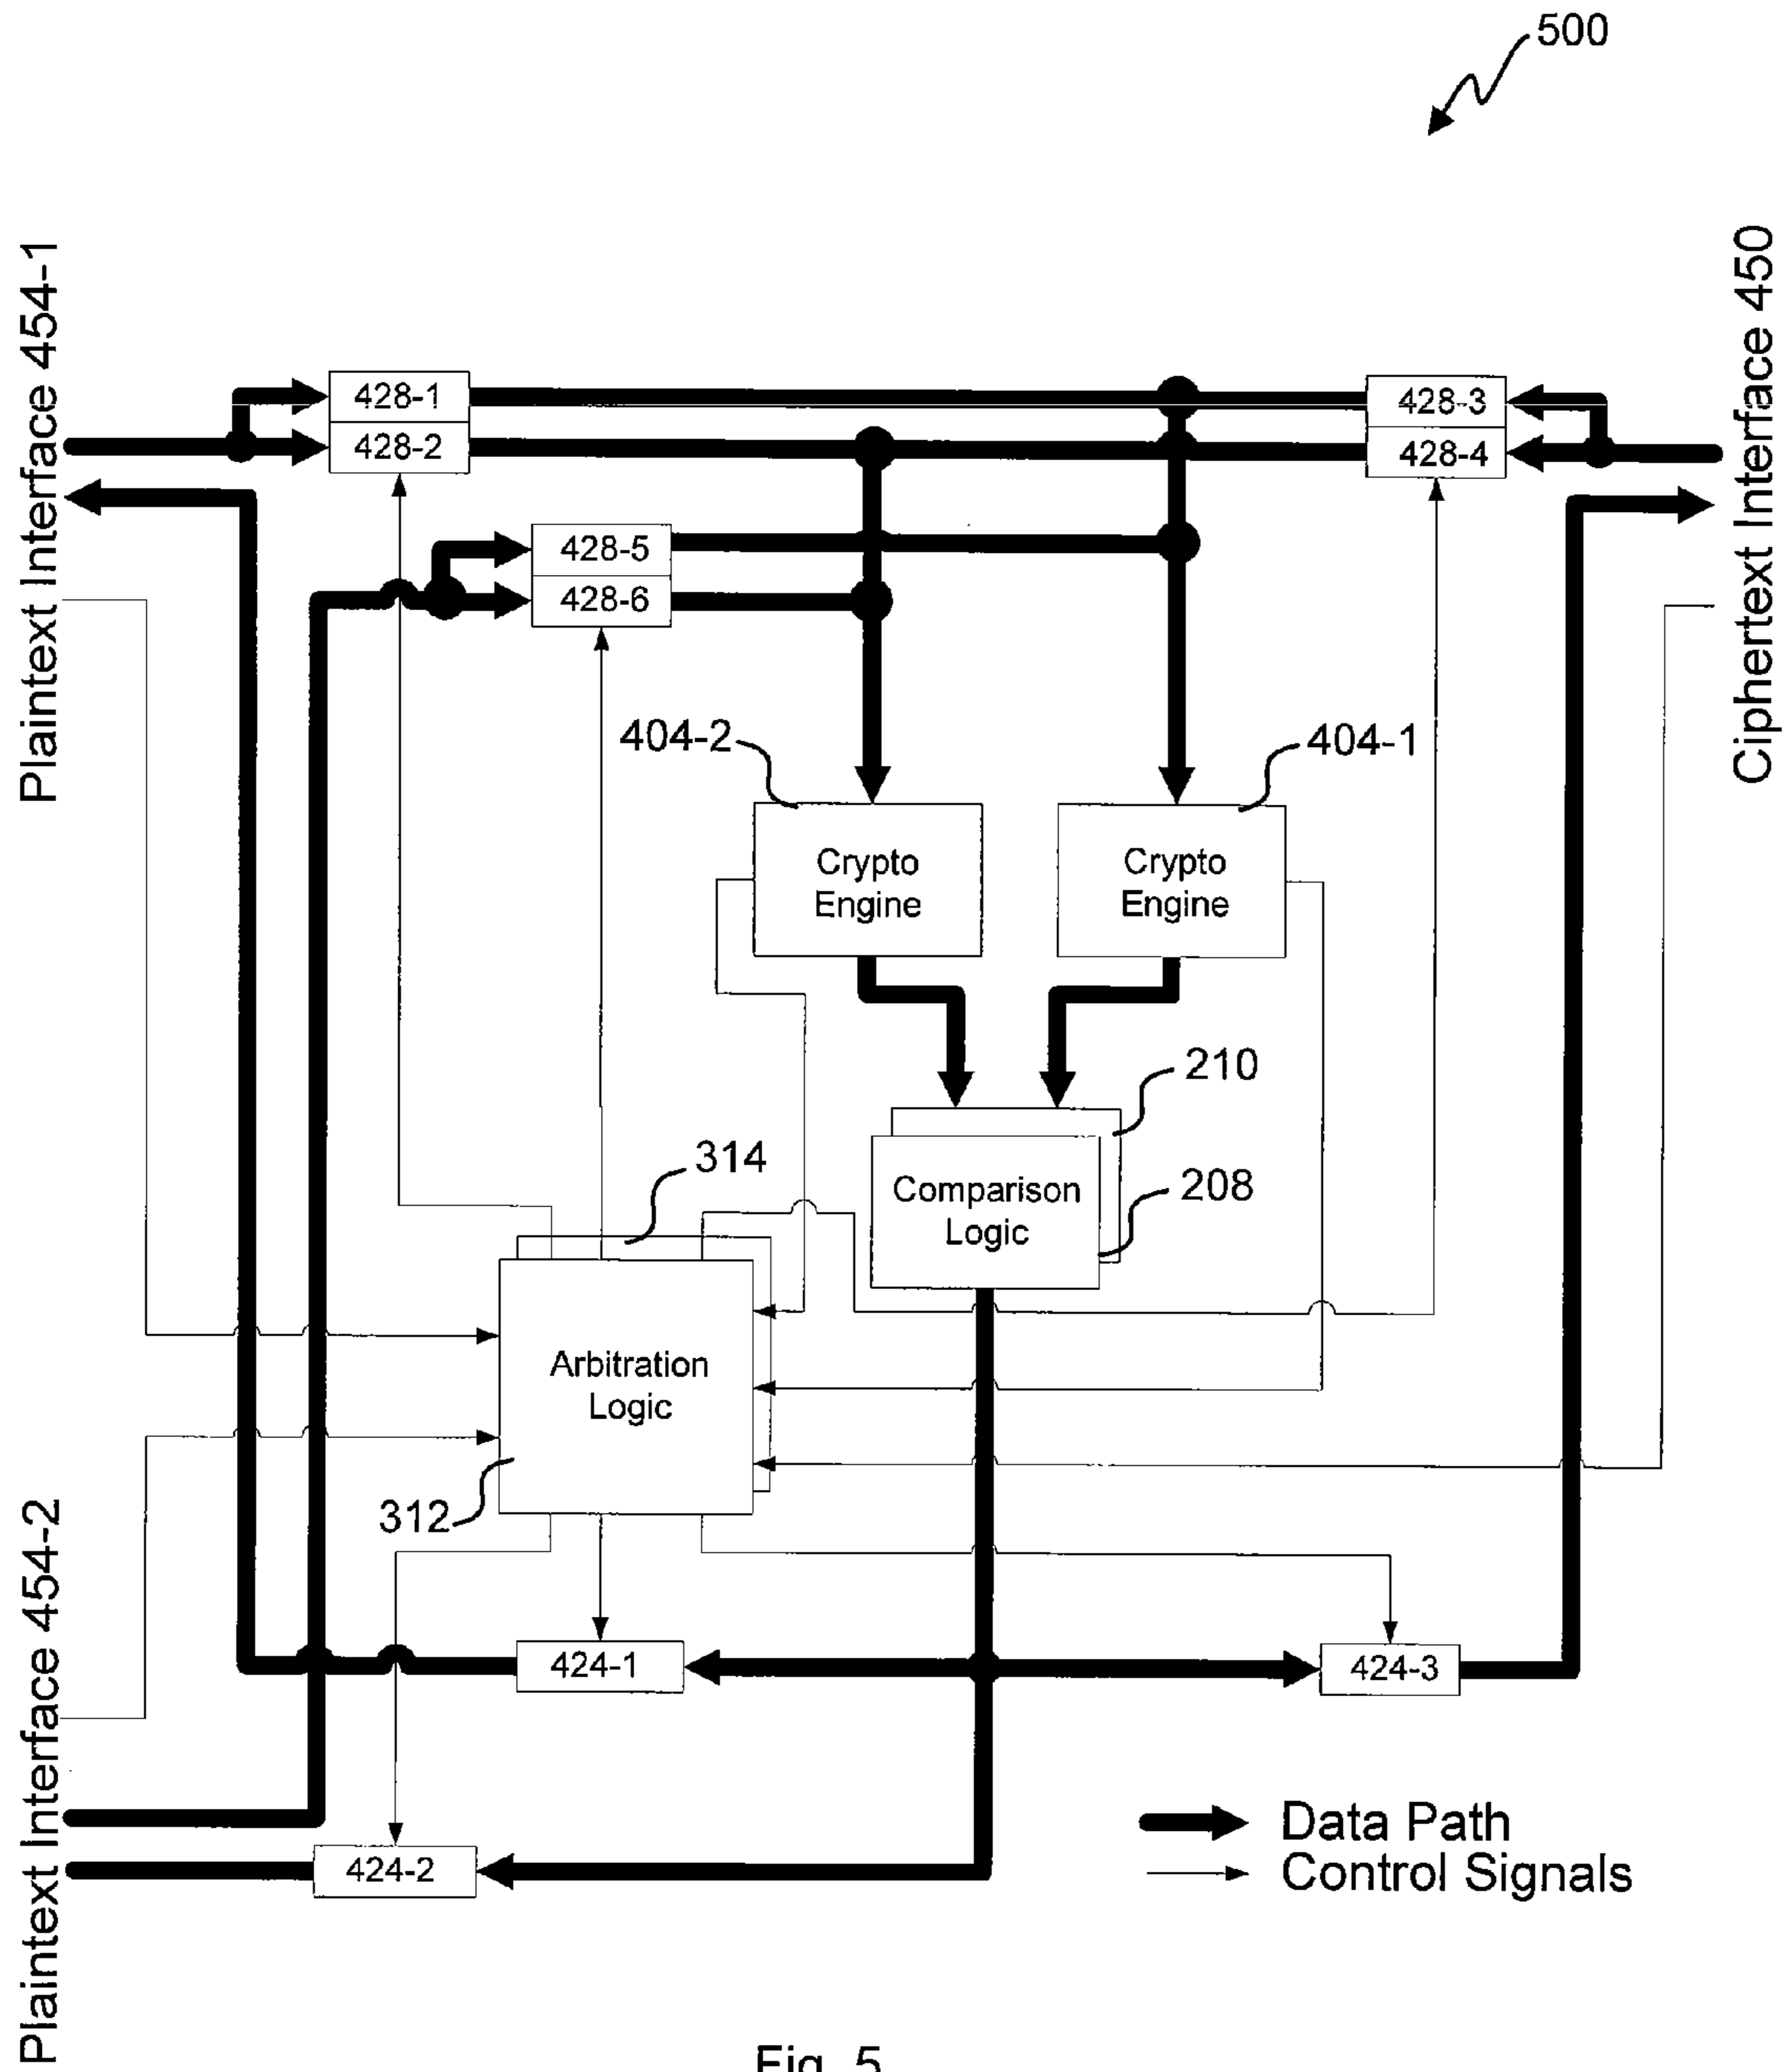 500
Plaintext Interface 454-1
Ciphertext Interface 450
428-1
428-2
428-3
428-4
428-5
428-6
404-2
404-1
Crypto
Engine
Crypto
Engine
210
314
Comparison
Logic
208
Arbitration
Logic
312
Plaintext Interface 454-2
424-1
424-3
424-2
Data Path
Control Signals
Fig. 5